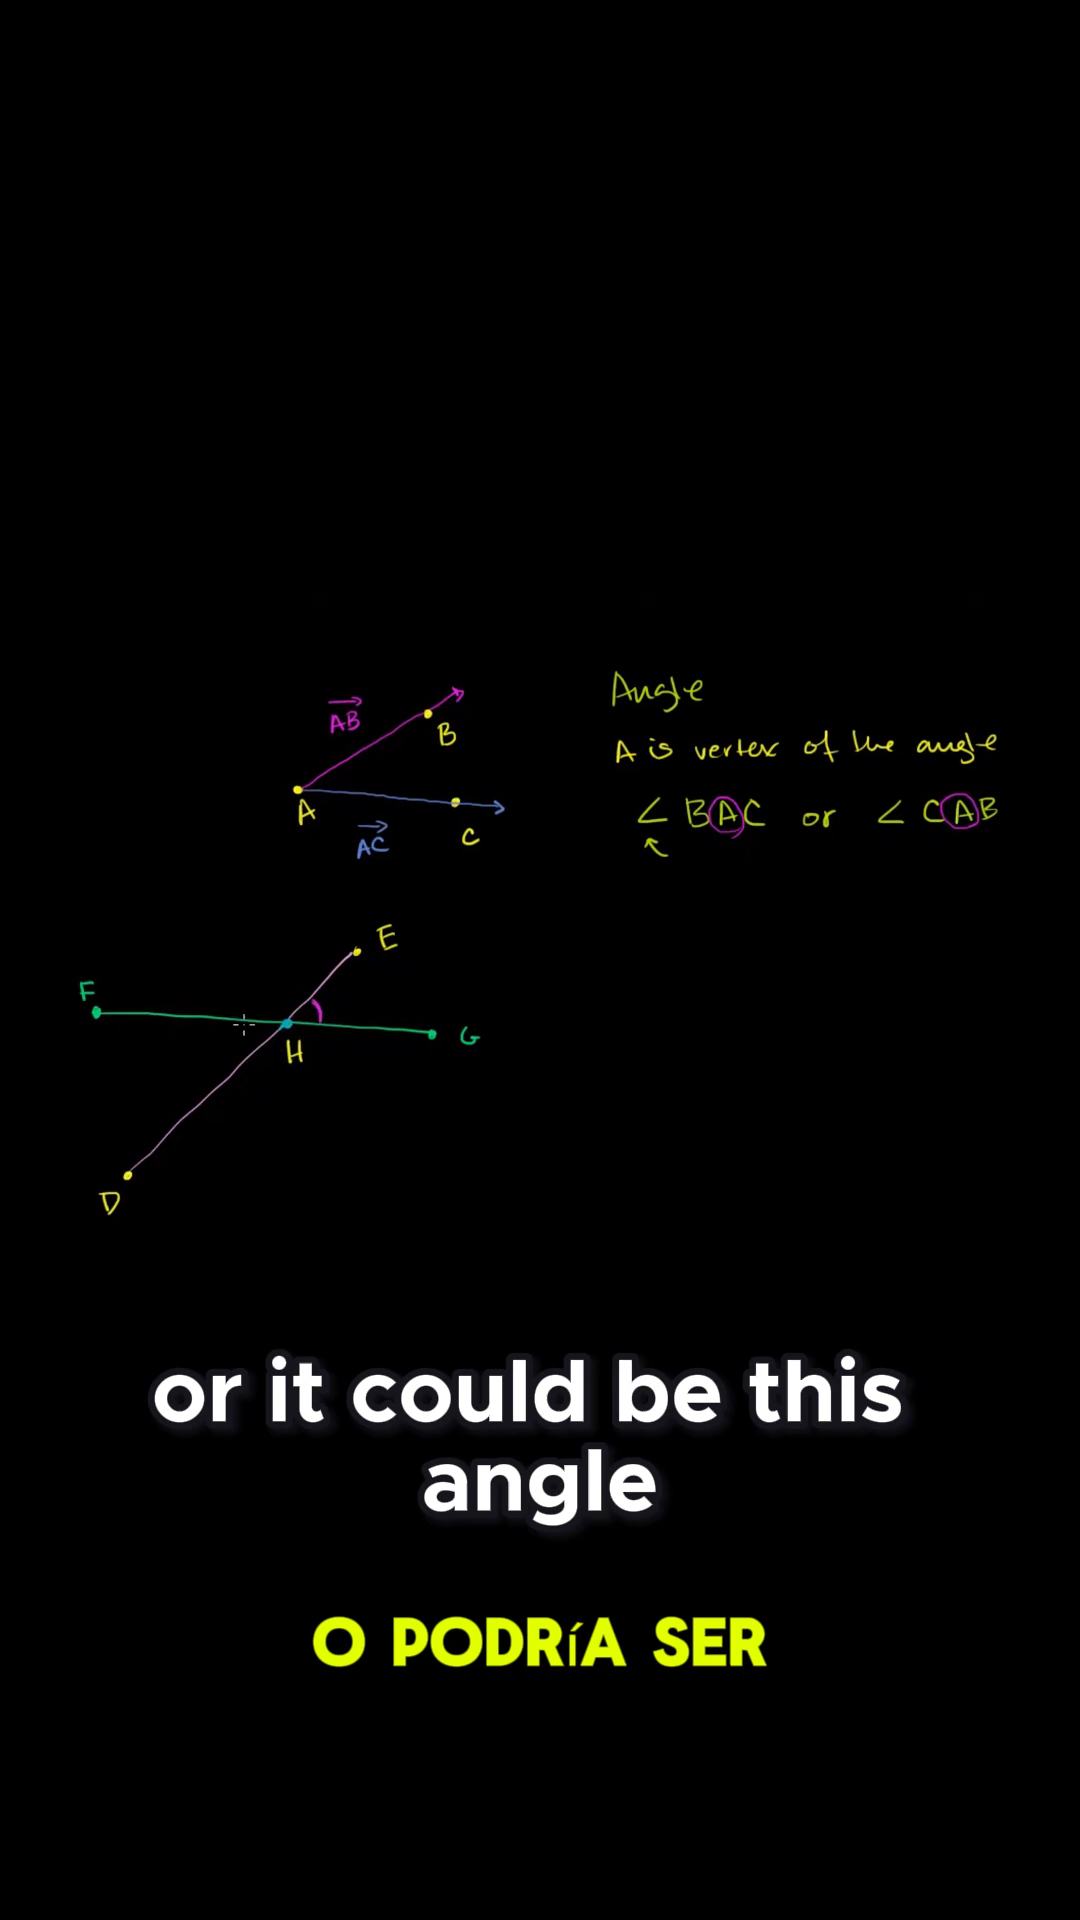 Angle
AB
B
A is vertex of the angle
A
∠ BAC or ∠ CAB
AC
C
E
F
G
H
D
or it could be this
angle
O PODRíA SER